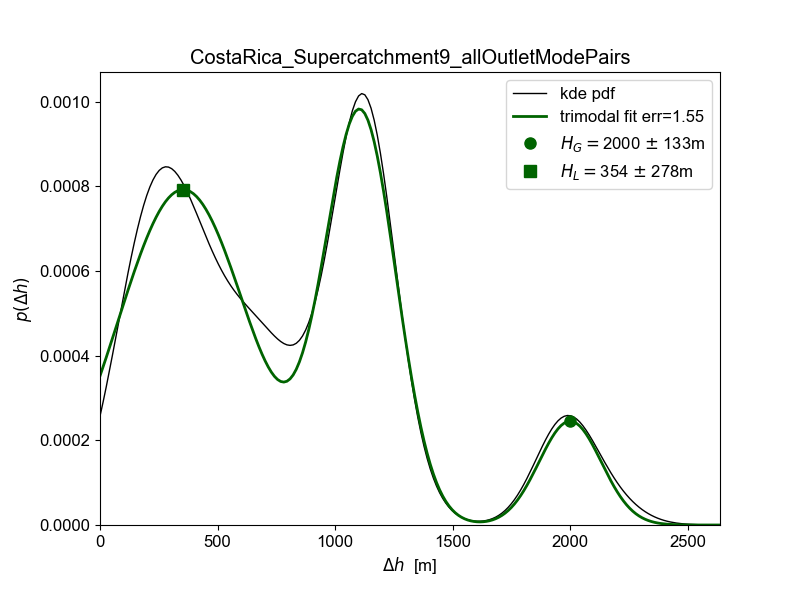 CostaRica_Supercatchment9_allOutletModePairs
kde pdf
trimodal fit err=1.55
H_G = 2000 ± 133m
H_L = 354 ± 278m
0.0010
0.0008
0.0006
0.0004
0.0002
0.0000
p(Δh)
0 500 1000 1500 2000 2500
Δh [m]